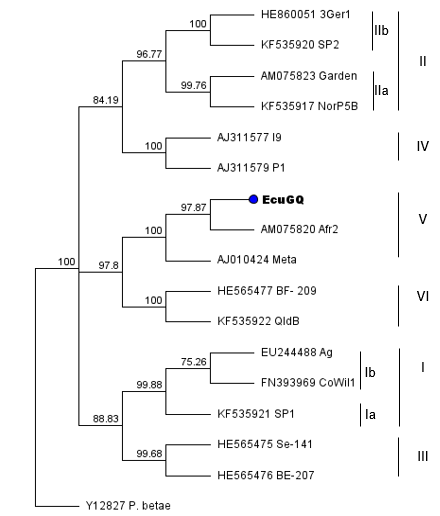 100
HE860051 3Ger1
IIb
96.77
KF535920 SP2
II
99.76
AM075823 Garden
IIa
84.19
KF535917 NorP5B
AJ311577 I9
100
IV
AJ311579 P1
EcuGQ
97.87
V
100
AM075820 Afr2
AJ010424 Meta
100
97.8
HE565477 BF- 209
100
VI
KF535922 QldB
EU244488 Ag
75.26
Ib
I
99.88
FN393969 CoWil1
88.83
KF535921 SP1
Ia
HE565475 Se-141
99.68
III
HE565476 BE-207
Y12827 P. betae